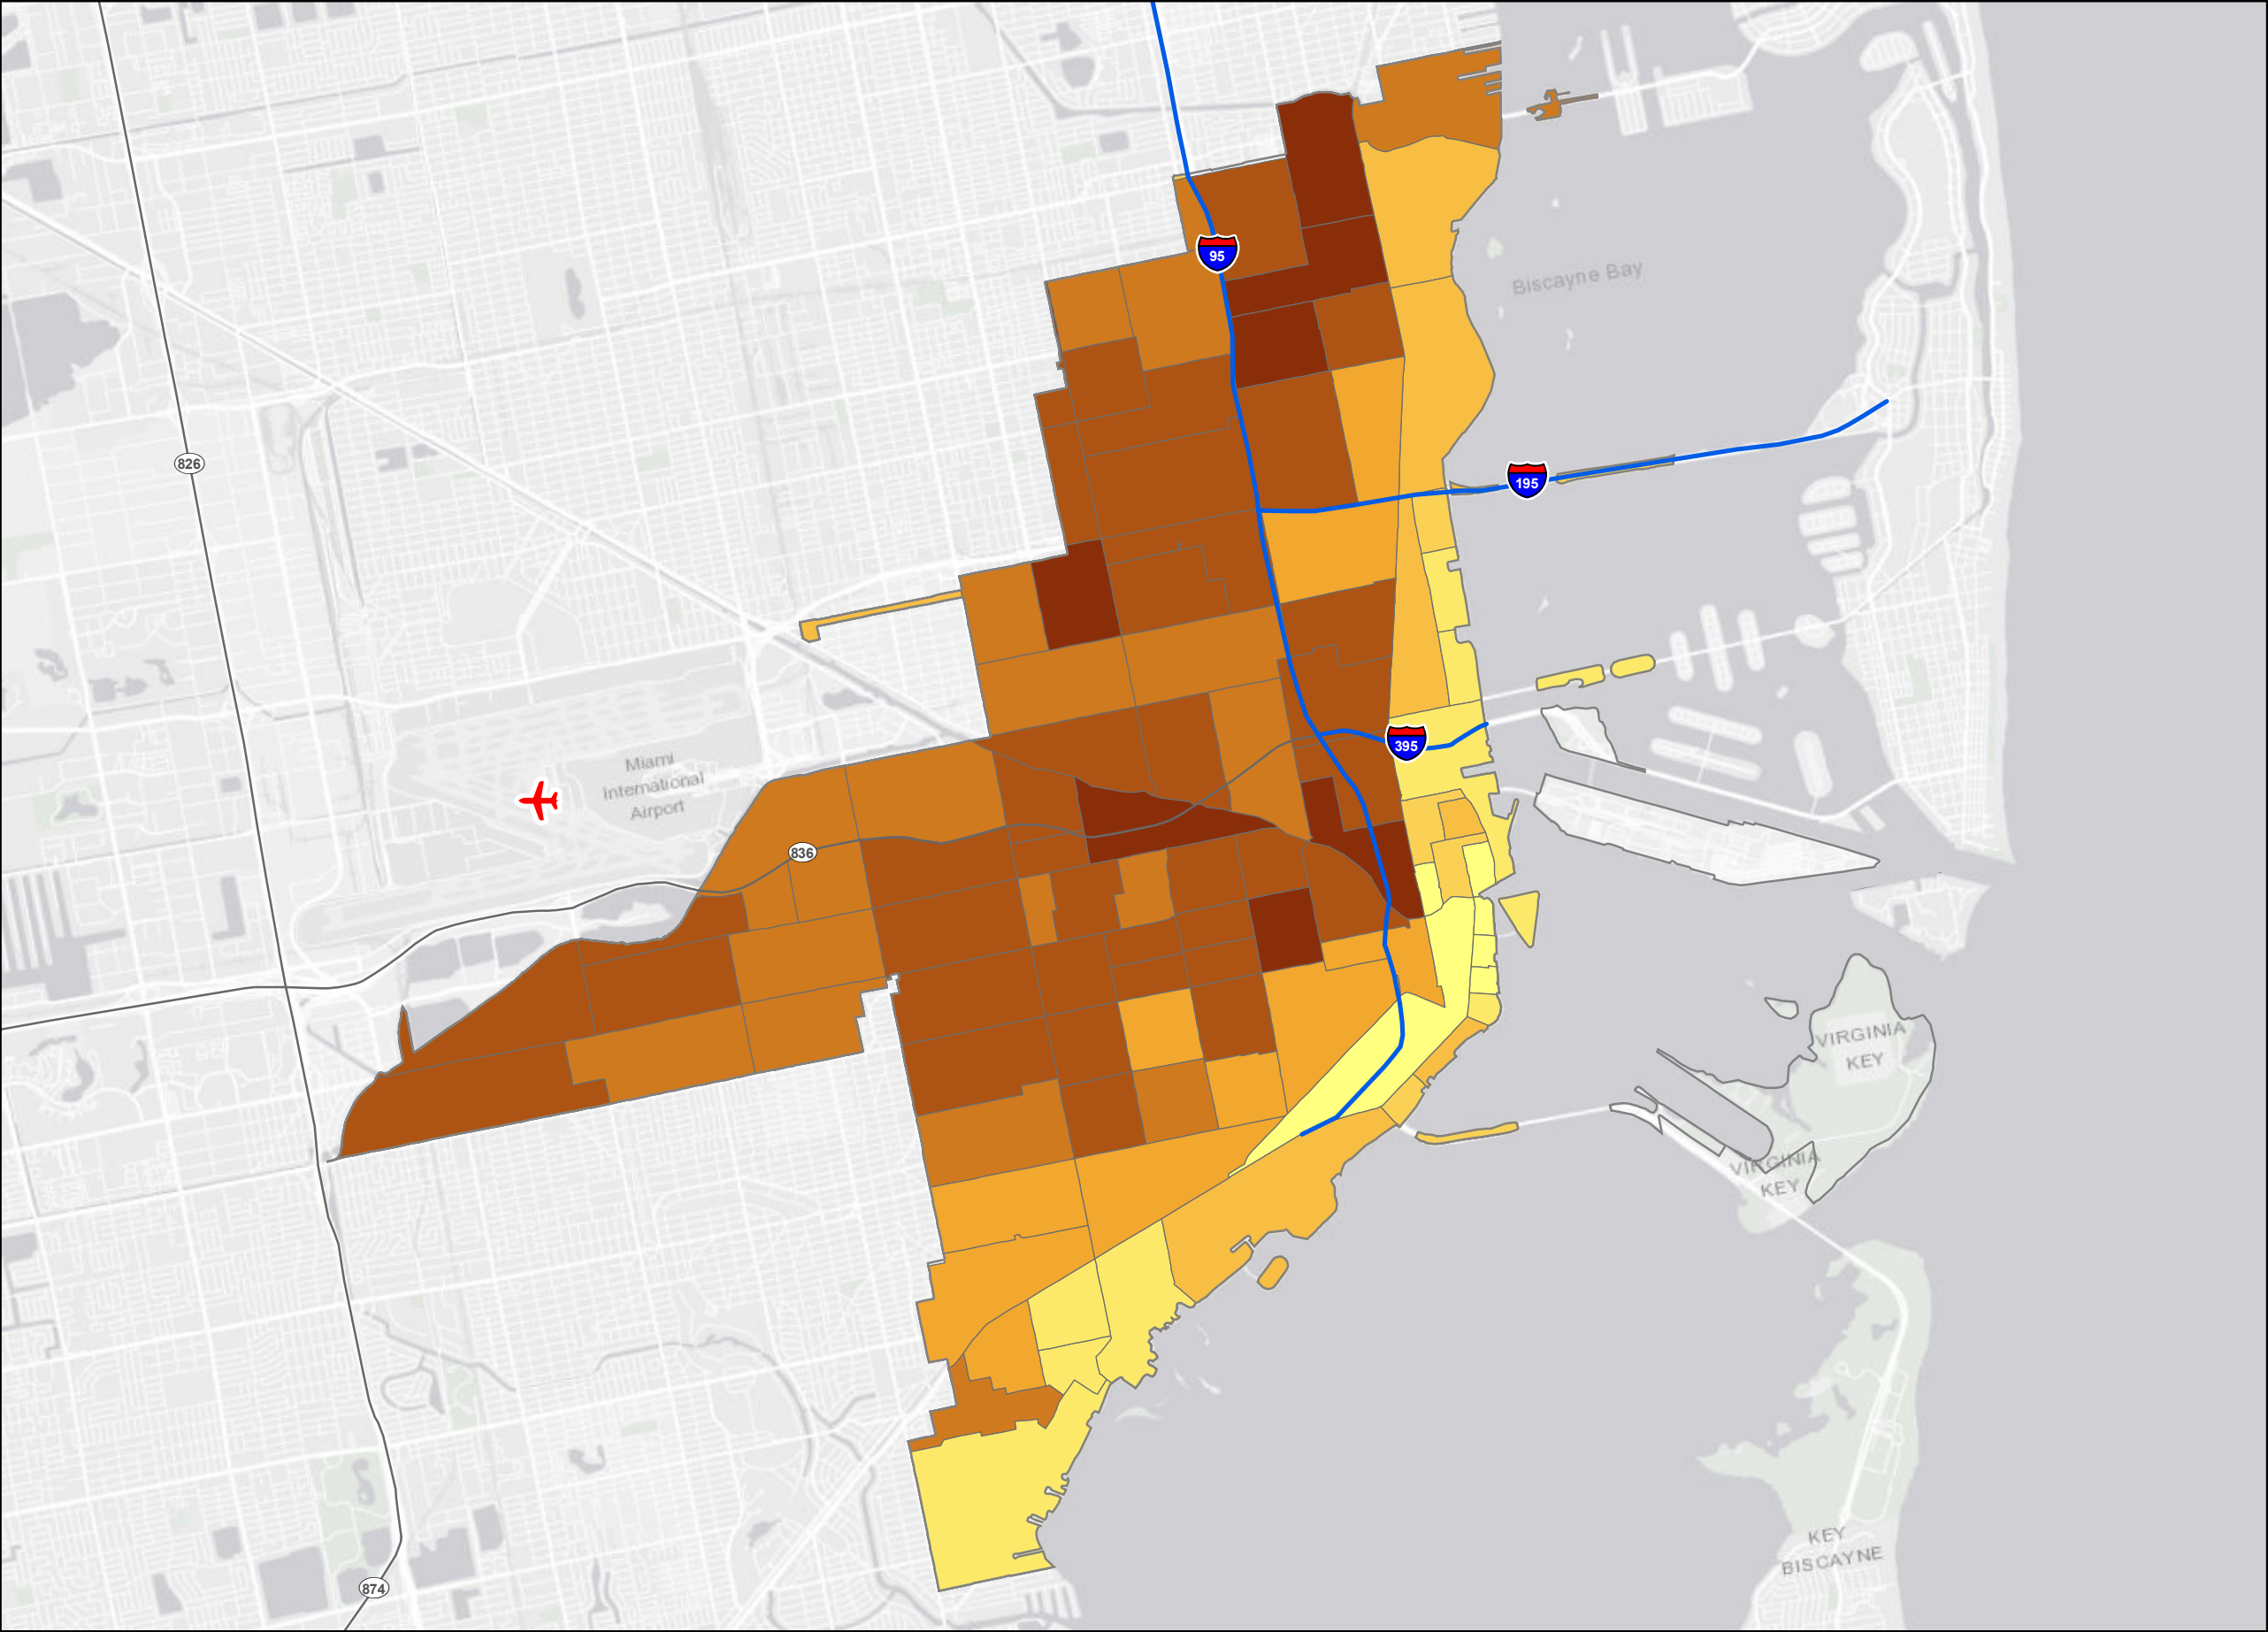 95
Biscayne Bay
826
195
395
Miami
International
Airport
836
VIRGINIA
KEY
VIRGINIA
KEY
KEY
BISCAYNE
874